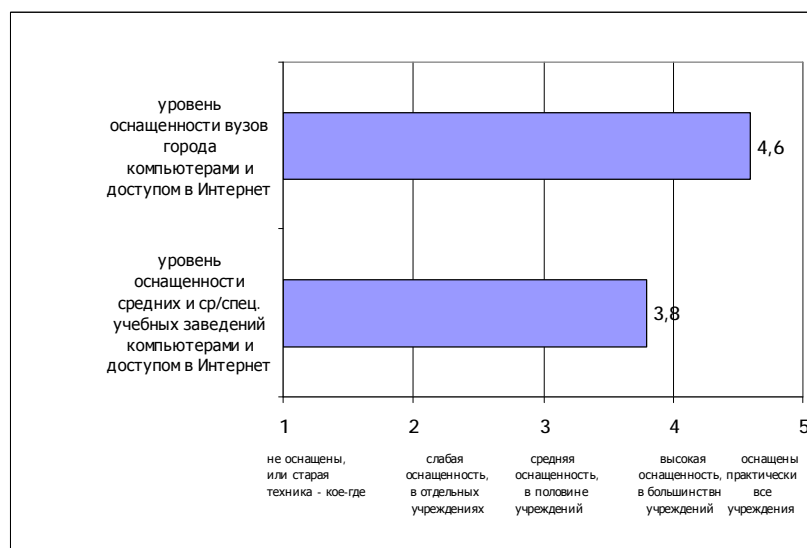 уровень
оснащенности вузов
города
компьютерами и
доступом в Интернет
4,6
уровень
оснащенности
средних и ср/спец.
учебных заведений
компьютерами и
доступом в Интернет
3,8
1
2
3
4
5
не оснащены,
или старая
техника - кое-где
слабая
оснащенность,
в отдельных
учреждениях
средняя
оснащенность,
в половине
учреждений
высокая
оснащенность,
в большинствн
учреждений
оснащены
практически
все
учреждения